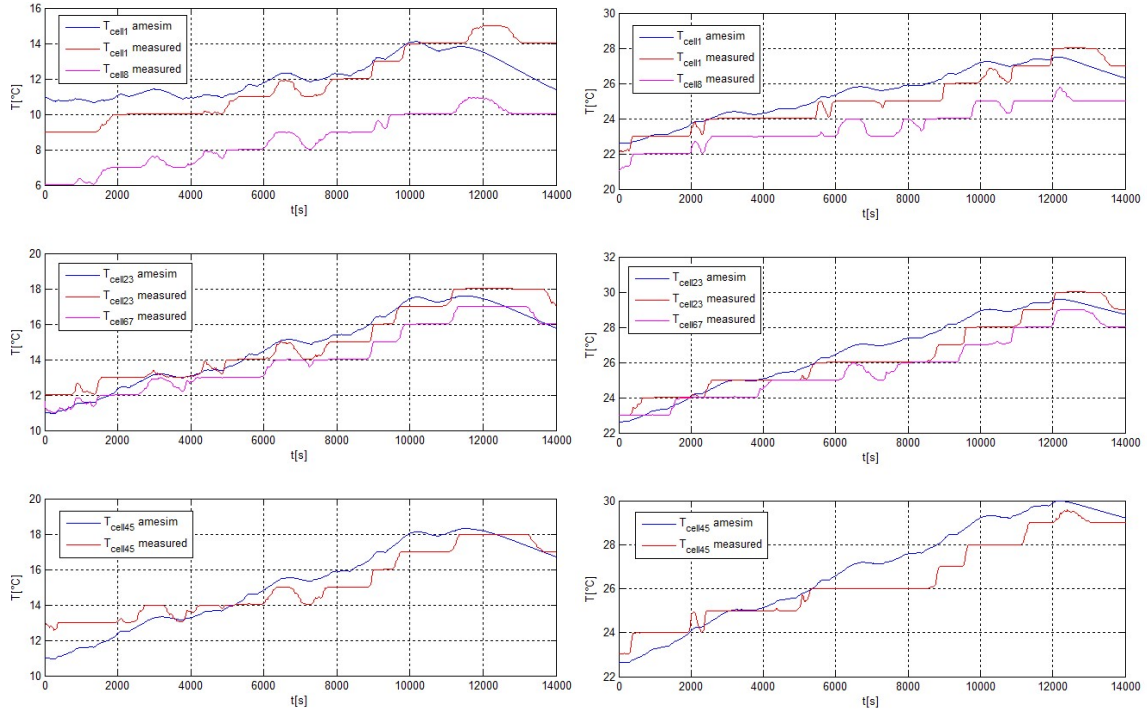 T[°C]
16
14
12
10
8
6
T_cell1 amesim
T_cell1 measured
T_cell8 measured
0 2000 4000 6000 8000 10000 12000 14000
t[s]
T[°C]
30
28
26
24
22
20
T_cell1 amesim
T_cell1 measured
T_cell8 measured
0 2000 4000 6000 8000 10000 12000 14000
t[s]
T[°C]
20
18
16
14
12
10
T_cell23 amesim
T_cell23 measured
T_cell67 measured
0 2000 4000 6000 8000 10000 12000 14000
t[s]
T[°C]
32
30
28
26
24
22
T_cell23 amesim
T_cell23 measured
T_cell67 measured
0 2000 4000 6000 8000 10000 12000 14000
t[s]
T[°C]
20
18
16
14
12
10
T_cell45 amesim
T_cell45 measured
0 2000 4000 6000 8000 10000 12000 14000
t[s]
T[°C]
30
28
26
24
22
T_cell45 amesim
T_cell45 measured
0 2000 4000 6000 8000 10000 12000 14000
t[s]